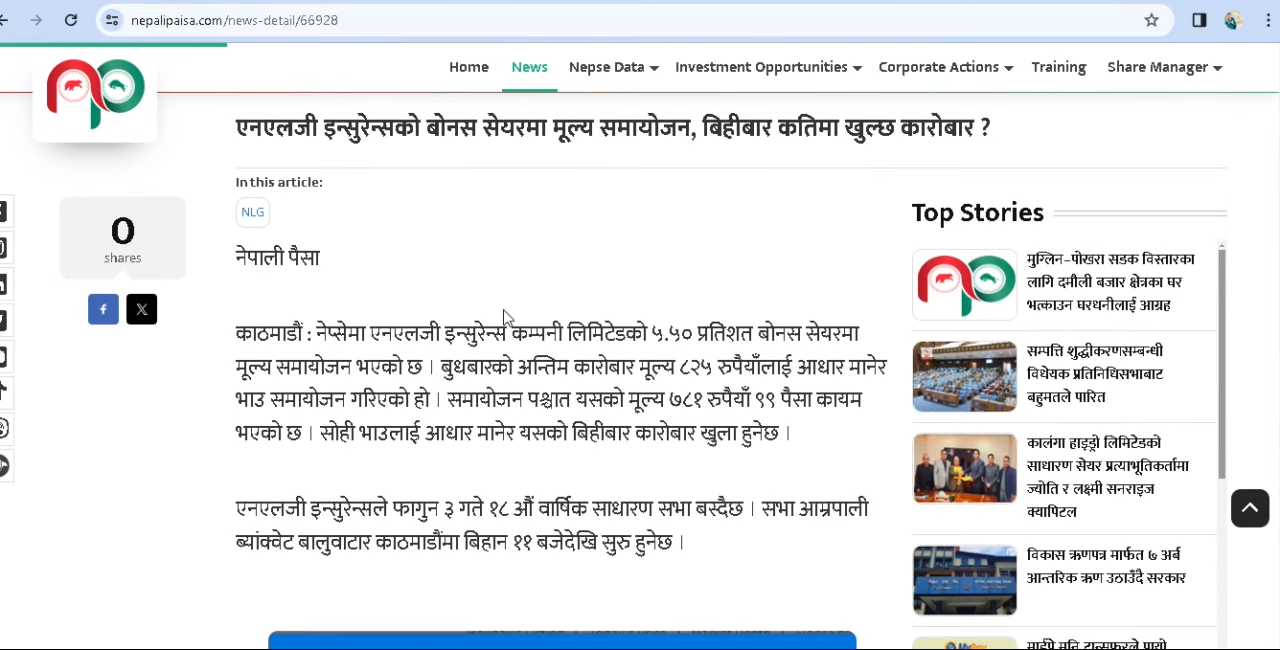 nepalipaisa.com/news-detail/66928
Home News Nepse Data Investment Opportunities Corporate Actions Training Share Manager
एनएलजी इन्सुरेन्सको बोनस सेयरमा मूल्य समायोजन, बिहीबार कतिमा खुल्छ कारोबार ?
In this article:
NLG
0
shares
नेपाली पैसा
काठमाडौं : नेप्सेमा एनएलजी इन्सुरेन्स कम्पनी लिमिटेडको ५.५० प्रतिशत बोनस सेयरमा
मूल्य समायोजन भएको छ । बुधबारको अन्तिम कारोबार मूल्य ८२५ रुपैयाँलाई आधार मानेर
भाउ समायोजन गरिएको हो । समायोजन पश्चात यसको मूल्य ७८१ रुपैयाँ ९९ पैसा कायम
भएको छ । सोही भाउलाई आधार मानेर यसको बिहीबार कारोबार खुला हुनेछ ।
एनएलजी इन्सुरेन्सले फागुन ३ गते १८ औं वार्षिक साधारण सभा बस्दैछ । सभा आम्रपाली
ब्यांक्वेट बालुवाटार काठमाडौंमा बिहान ११ बजेदेखि सुरु हुनेछ ।
Top Stories
मुग्लिन–पोखरा सडक विस्तारका
लागि दमौली बजार क्षेत्रका घर
भत्काउन घरधनीलाई आग्रह
सम्पत्ति शुद्धीकरणसम्बन्धी
विधेयक प्रतिनिधिसभाबाट
बहुमतले पारित
कालंगा हाइड्रो लिमिटेडको
साधारण सेयर प्रत्याभूतिकर्तामा
ज्योति र लक्ष्मी सनराइज
क्यापिटल
विकास ऋणपत्र मार्फत ७ अर्ब
आन्तरिक ऋण उठाउँदै सरकार